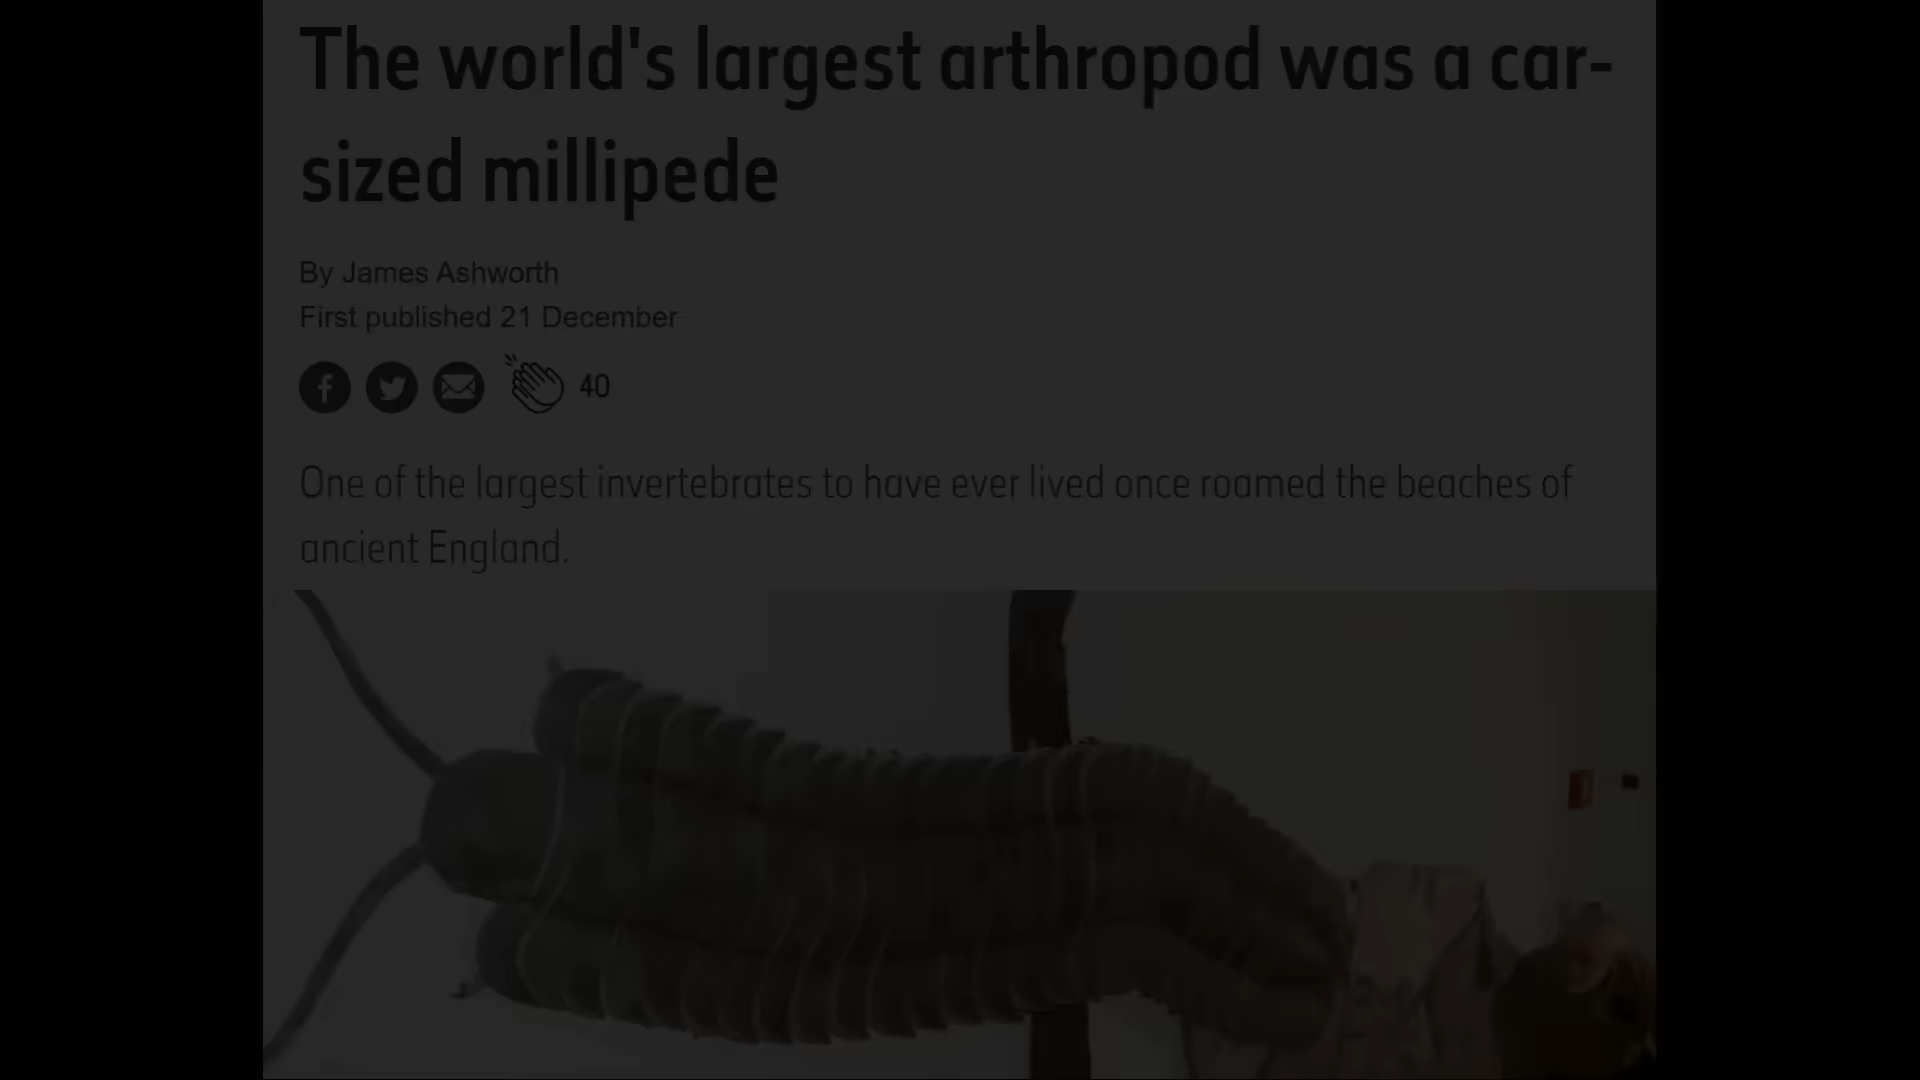 The world's largest arthropod was a car-
sized millipede
By James Ashworth
First published 21 December
40
One of the largest invertebrates to have ever lived once roamed the beaches of
ancient England.